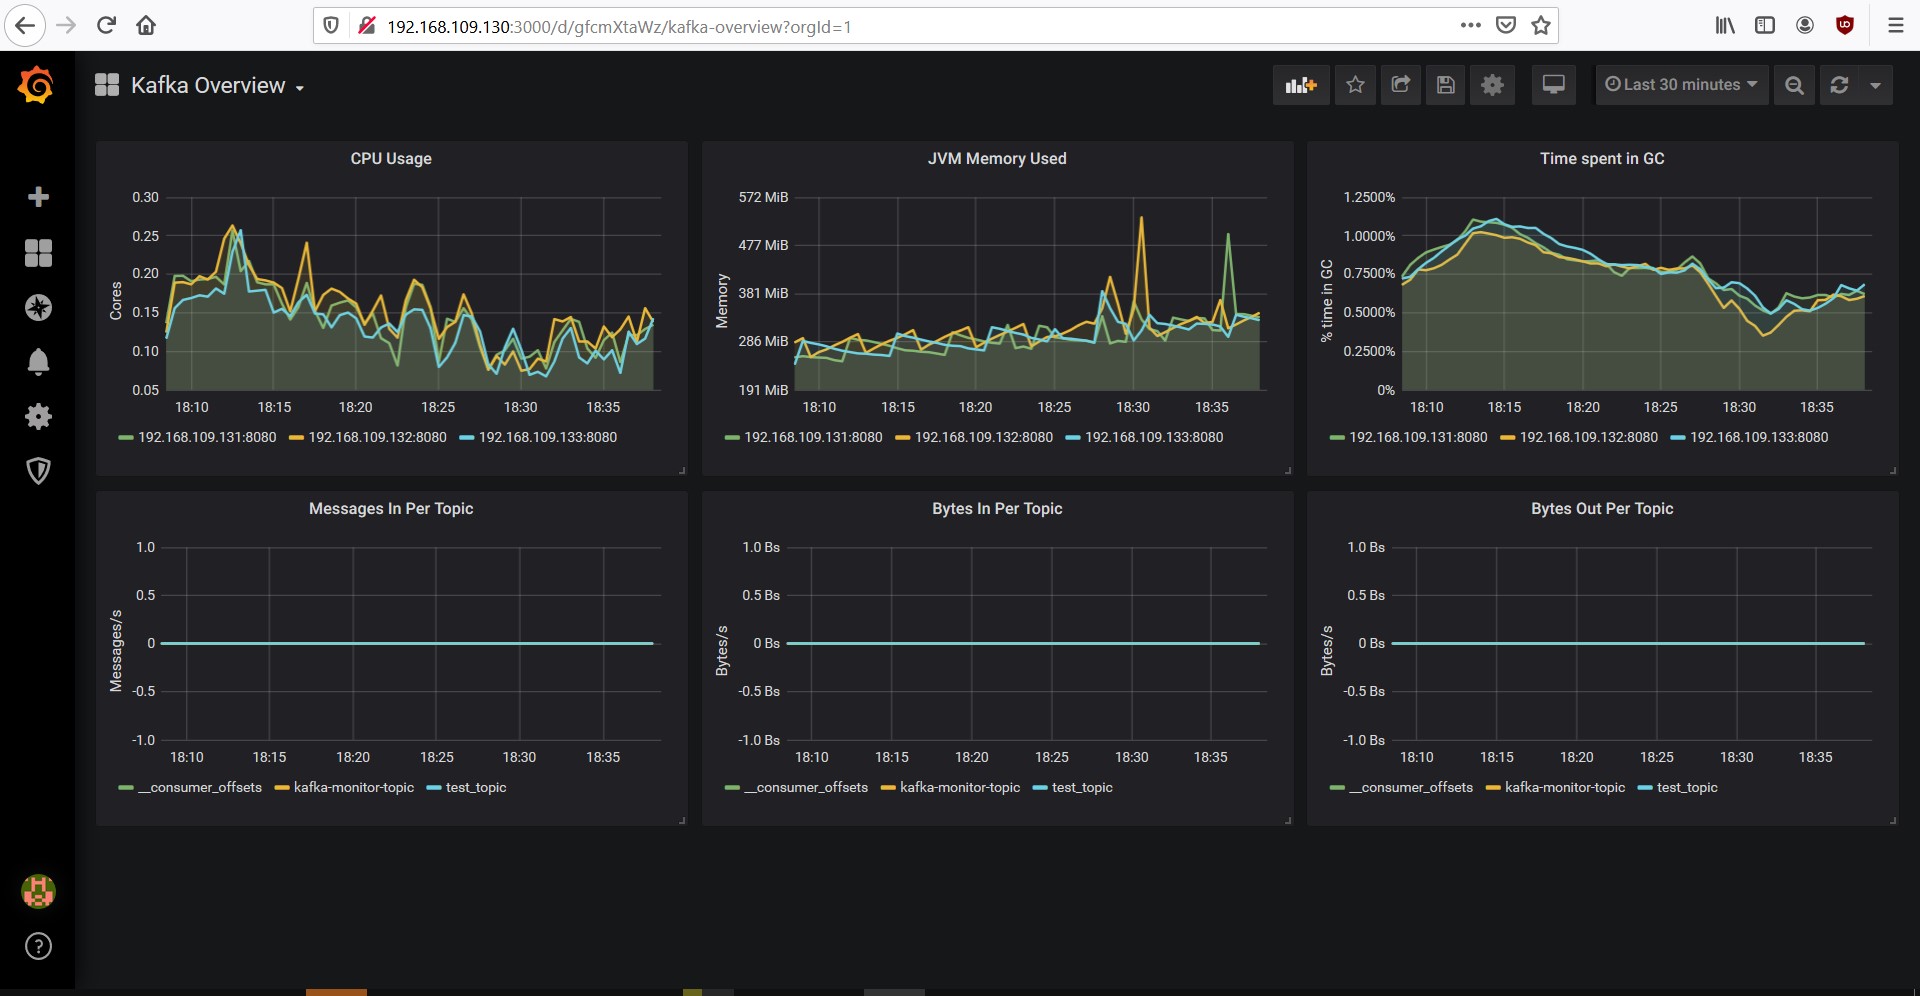 192.168.109.130:3000/d/gfcmXtaWz/kafka-overview?orgId=1
Kafka Overview
Last 30 minutes
CPU Usage
0.30
0.25
0.20
0.15
0.10
0.05
Cores
18:10 18:15 18:20 18:25 18:30 18:35
192.168.109.131:8080 192.168.109.132:8080 192.168.109.133:8080
JVM Memory Used
572 MiB
477 MiB
381 MiB
286 MiB
191 MiB
Memory
18:10 18:15 18:20 18:25 18:30 18:35
192.168.109.131:8080 192.168.109.132:8080 192.168.109.133:8080
Time spent in GC
1.2500%
1.0000%
0.7500%
0.5000%
0.2500%
0%
% time in GC
18:10 18:15 18:20 18:25 18:30 18:35
192.168.109.131:8080 192.168.109.132:8080 192.168.109.133:8080
Messages In Per Topic
1.0
0.5
0
-0.5
-1.0
Messages/s
18:10 18:15 18:20 18:25 18:30 18:35
__consumer_offsets kafka-monitor-topic test_topic
Bytes In Per Topic
1.0 Bs
0.5 Bs
0 Bs
-0.5 Bs
-1.0 Bs
Bytes/s
18:10 18:15 18:20 18:25 18:30 18:35
__consumer_offsets kafka-monitor-topic test_topic
Bytes Out Per Topic
1.0 Bs
0.5 Bs
0 Bs
-0.5 Bs
-1.0 Bs
Bytes/s
18:10 18:15 18:20 18:25 18:30 18:35
__consumer_offsets kafka-monitor-topic test_topic